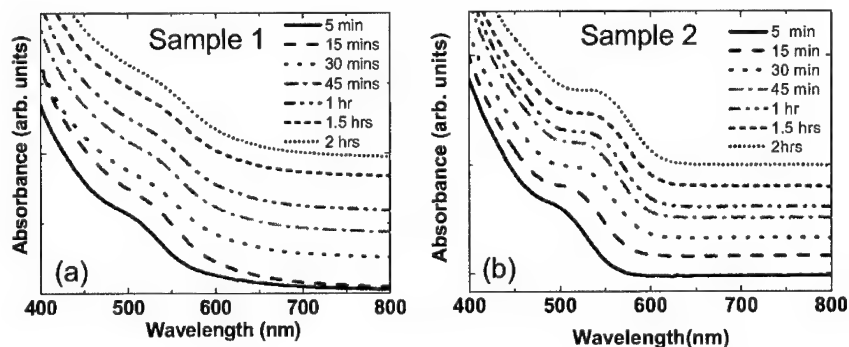 Absorbance (arb. units)
Sample 1
5 min
15 mins
30 mins
45 mins
1 hr
1.5 hrs
2 hrs
(a)
400 500 600 700 800
Wavelength (nm)
Absorbance (arb. units)
Sample 2
5 min
15 min
30 min
45 min
1 hr
1.5 hrs
2hrs
(b)
400 500 600 700 800
Wavelength(nm)